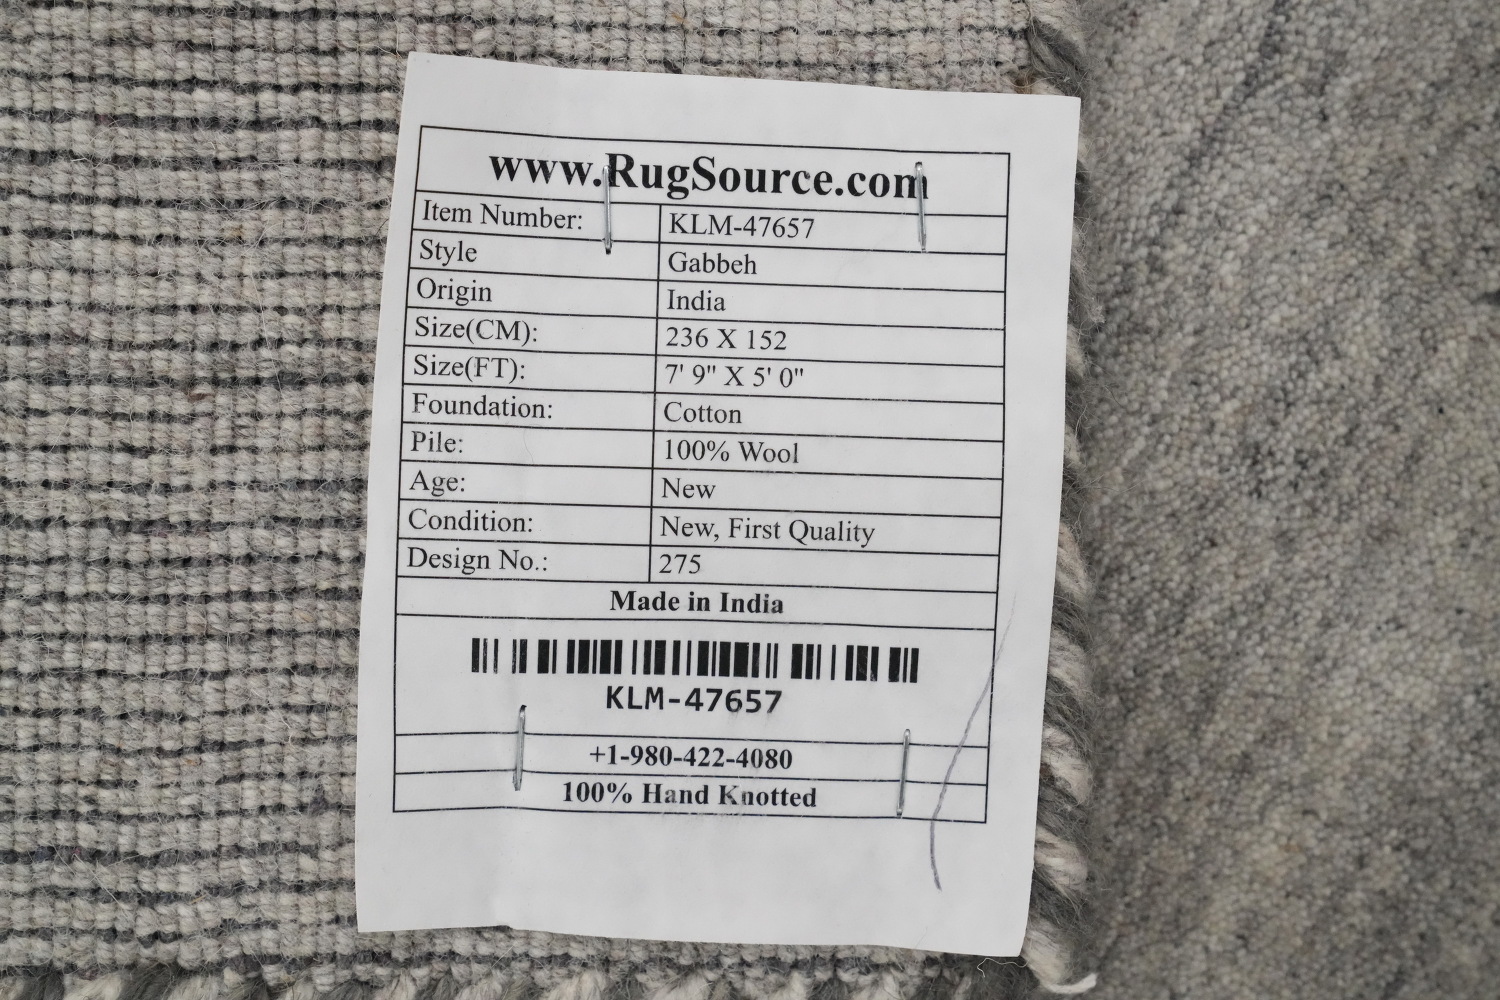 www.RugSource.com
Item Number: KLM-47657
Style Gabbeh
Origin India
Size(CM): 236 X 152
Size(FT): 7' 9" X 5' 0"
Foundation: Cotton
Pile: 100% Wool
Age: New
Condition: New, First Quality
Design No.: 275
Made in India
KLM-47657
+1-980-422-4080
100% Hand Knotted